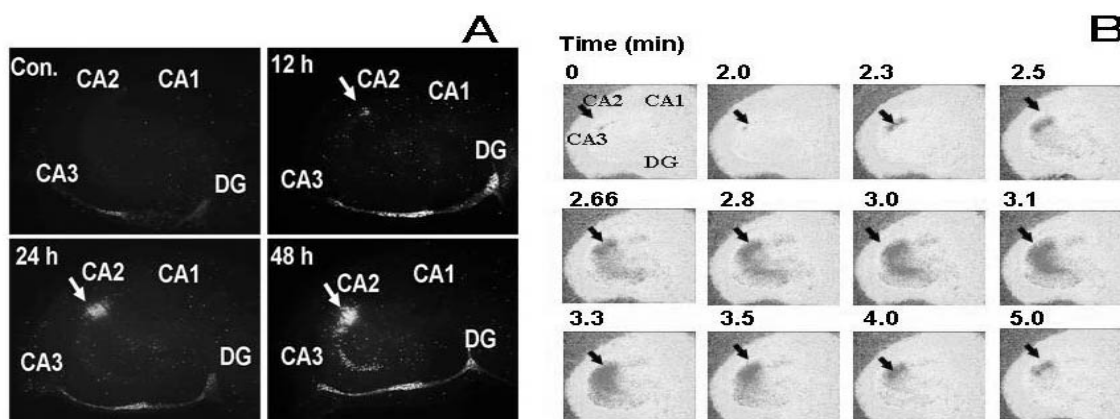 A
Con.
CA2 CA1
CA3
DG
12 h
CA2
CA1
CA3
DG
24 h
CA2 CA1
CA3
DG
48 h
CA2
CA1
CA3
DG
B
Time (min)
0 2.0 2.3 2.5
CA2 CA1
CA3
DG
2.66 2.8 3.0 3.1
3.3 3.5 4.0 5.0